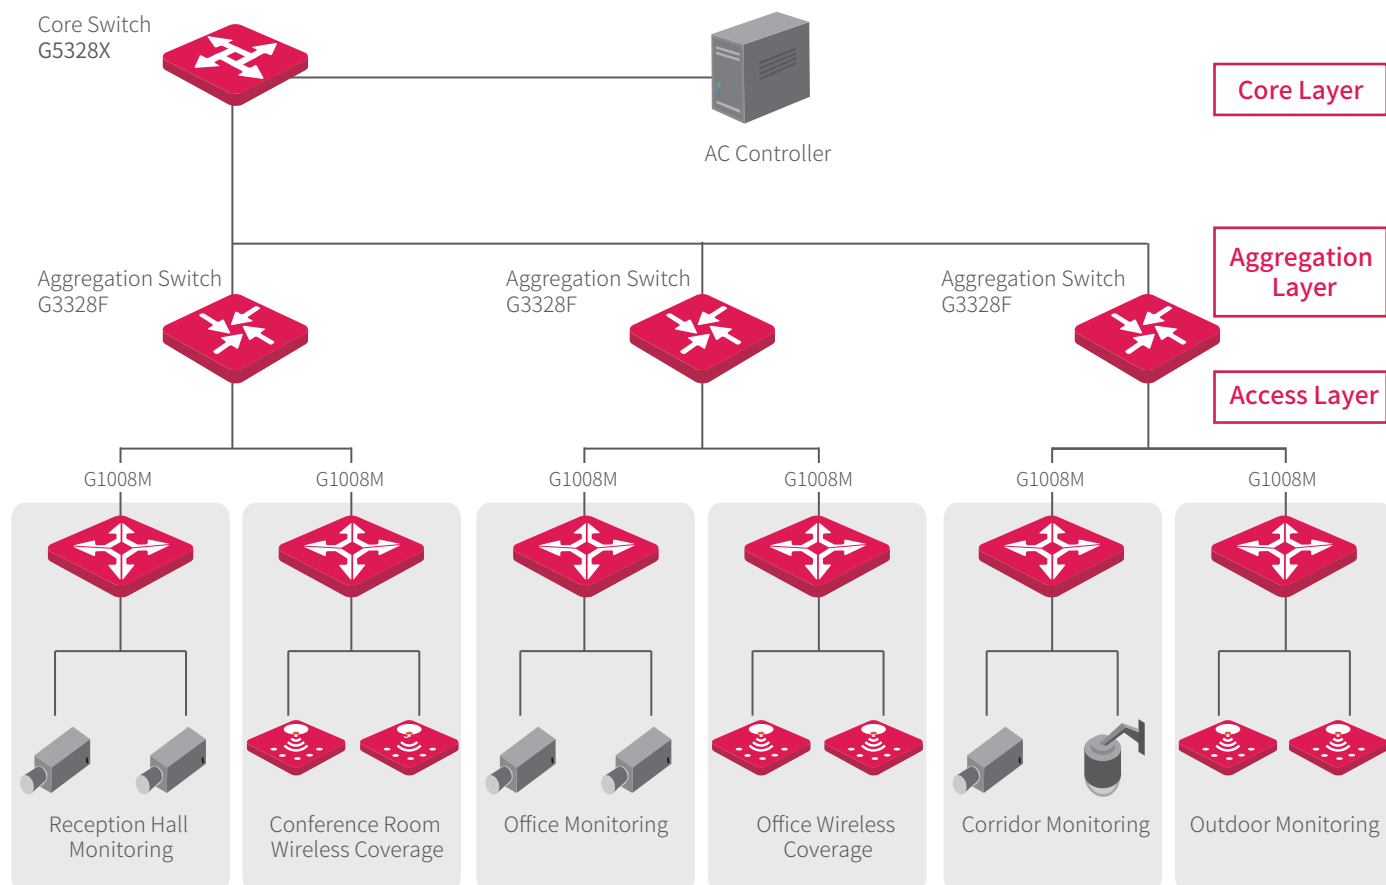 Core Switch
G5328X
AC Controller
Core Layer
Aggregation Switch
G3328F
Aggregation Switch
G3328F
Aggregation Switch
G3328F
Aggregation
Layer
Access Layer
G1008M
G1008M
G1008M
G1008M
G1008M
G1008M
Reception Hall
Monitoring
Conference Room
Wireless Coverage
Office Monitoring
Office Wireless
Coverage
Corridor Monitoring
Outdoor Monitoring